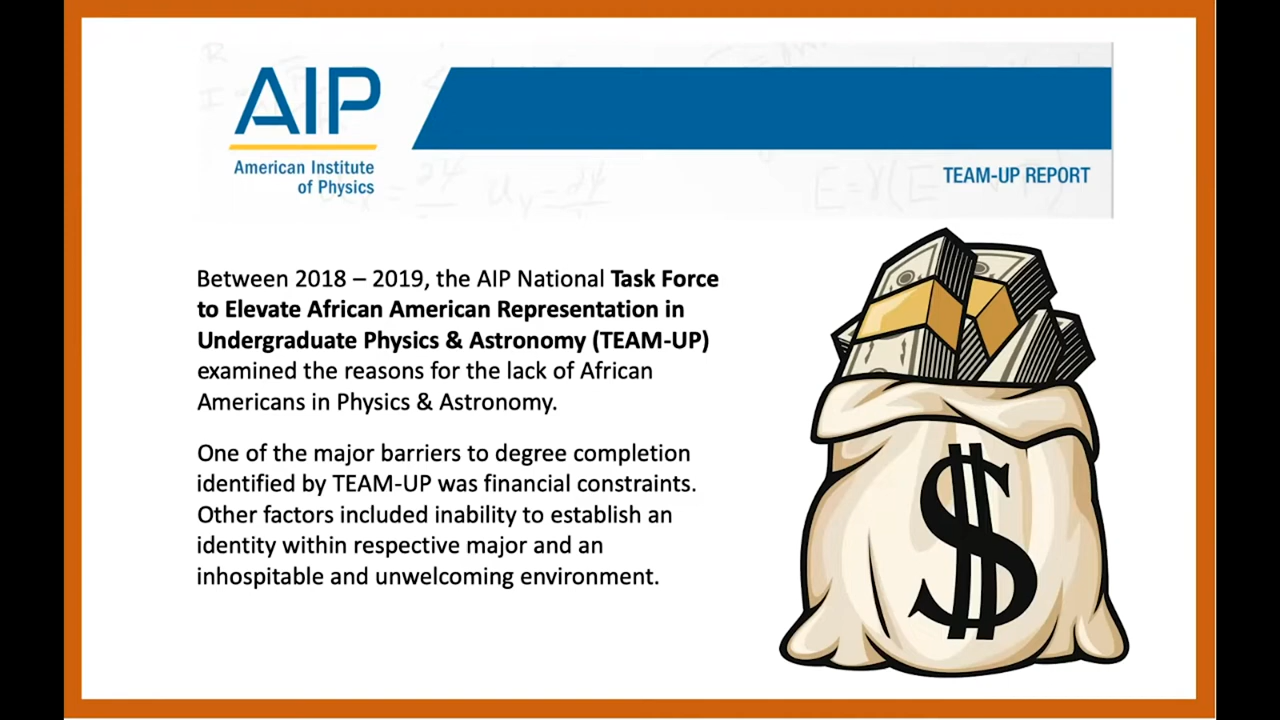 AIP
American Institute
of Physics
TEAM-UP REPORT
Between 2018 – 2019, the AIP National Task Force
to Elevate African American Representation in
Undergraduate Physics & Astronomy (TEAM-UP)
examined the reasons for the lack of African
Americans in Physics & Astronomy.
One of the major barriers to degree completion
identified by TEAM-UP was financial constraints.
Other factors included inability to establish an
identity within respective major and an
inhospitable and unwelcoming environment.
$